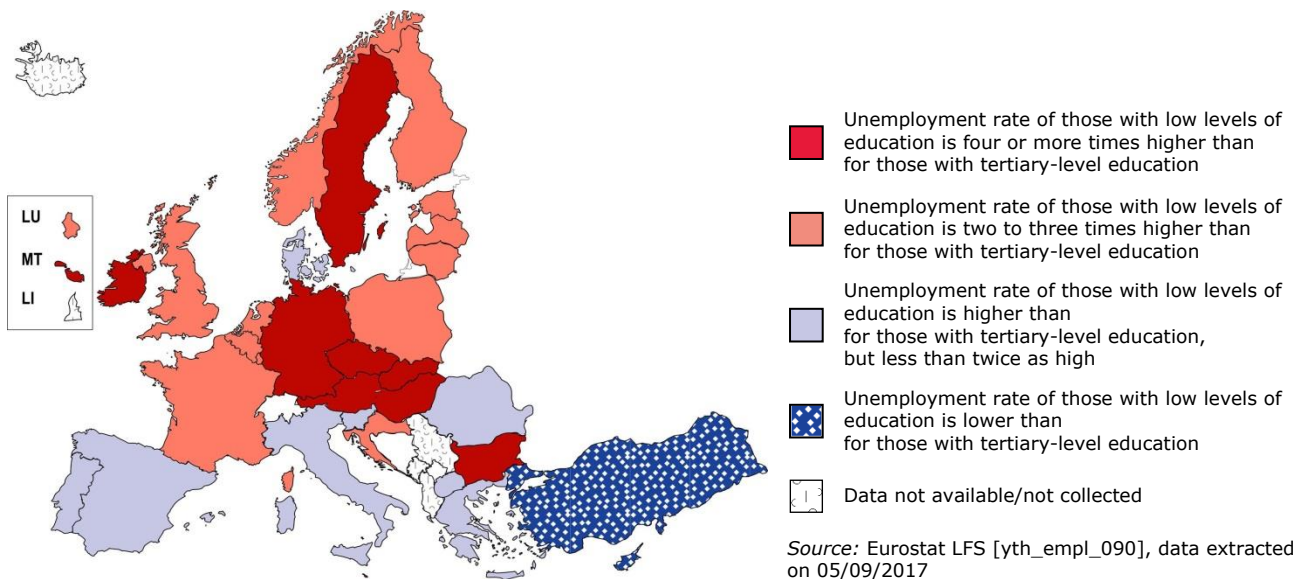 LU
MT
LI
Unemployment rate of those with low levels of
education is four or more times higher than
for those with tertiary-level education
Unemployment rate of those with low levels of
education is two to three times higher than
for those with tertiary-level education
Unemployment rate of those with low levels of
education is higher than
for those with tertiary-level education,
but less than twice as high
Unemployment rate of those with low levels of
education is lower than
for those with tertiary-level education
Data not available/not collected
Source: Eurostat LFS [yth_empl_090], data extracted
on 05/09/2017